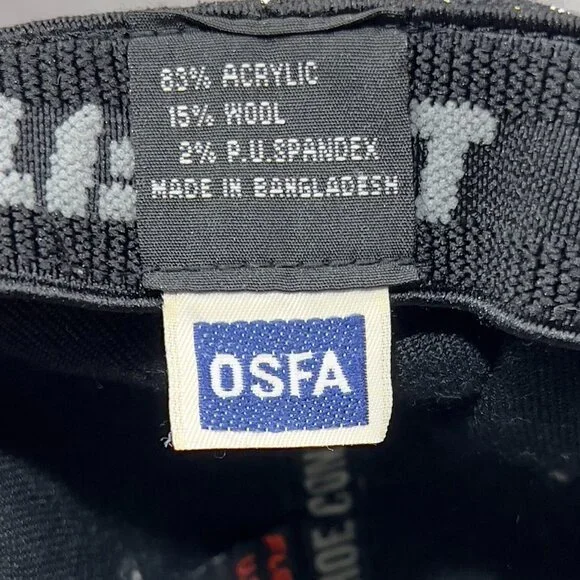 83% ACRYLIC
15% WOOL
2% P.U.SPANDEX
MADE IN BANGLADESH
OSFA